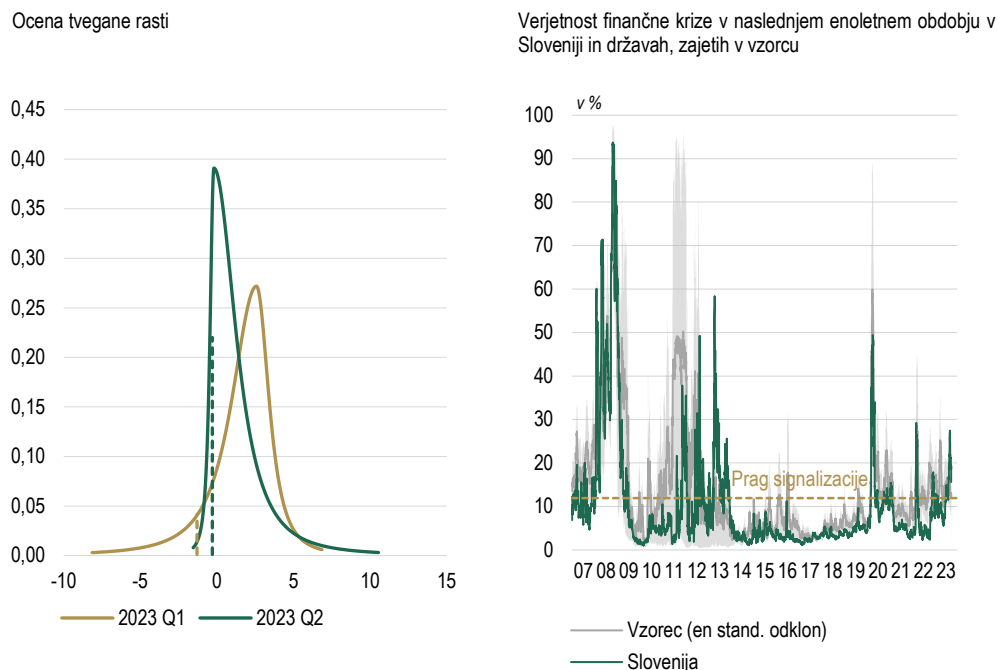 Ocena tvegane rasti
0,45
0,40
0,35
0,30
0,25
0,20
0,15
0,10
0,05
0,00
-10 -5 0 5 10 15
2023 Q1 2023 Q2
Verjetnost finančne krize v naslednjem enoletnem obdobju v
Sloveniji in državah, zajetih v vzorcu
v %
100
90
80
70
60
50
40
30
20
10
0
Prag signalizacije
07 08 09 10 11 12 13 14 15 16 17 18 19 20 21 22 23
Vzorec (en stand. odklon)
Slovenija